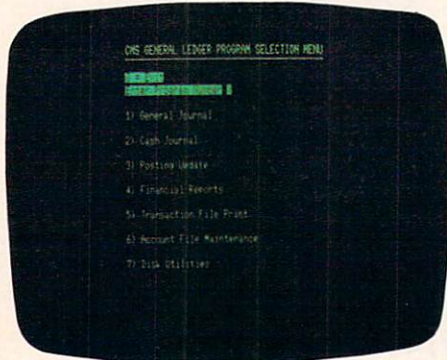 CMS GENERAL LEDGER PROGRAM SELECTION MENU
1) General Journal
2) Cash Journal
3) Posting Update
4) Financial Reports
5) Transaction File Print
6) Account File Maintenance
7) Disk Utilities